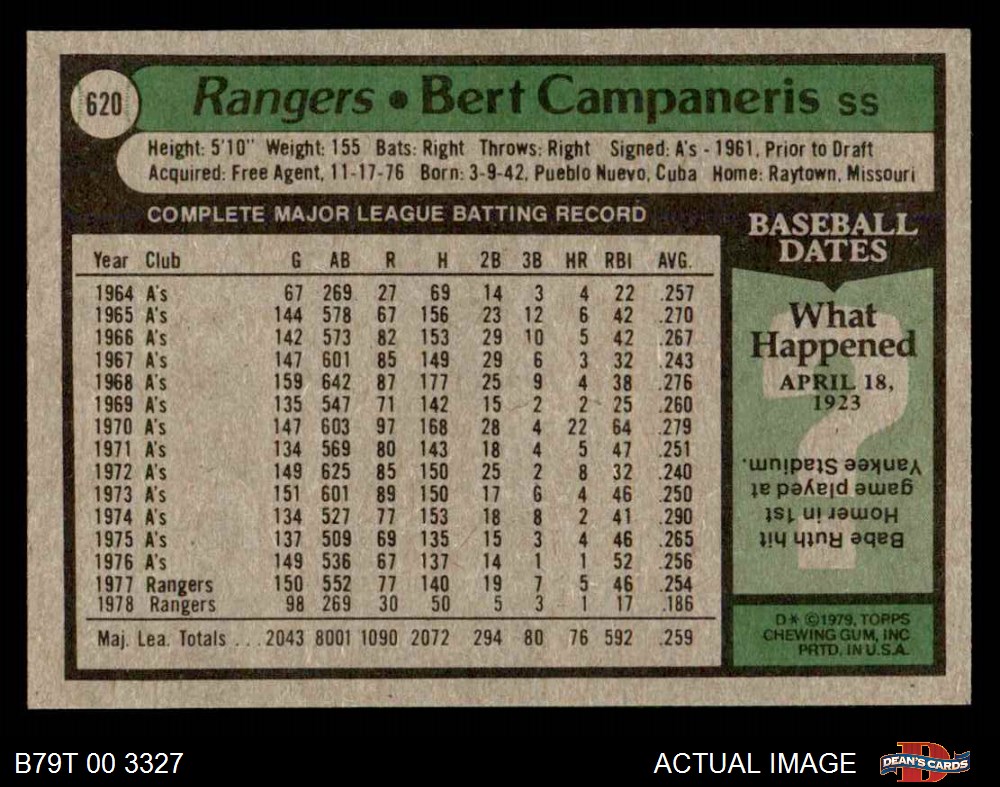 620
Rangers • Bert Campaneris SS
Height: 5'10" Weight: 155 Bats: Right Throws: Right Signed: A's - 1961, Prior to Draft
Acquired: Free Agent, 11-17-76 Born: 3-9-42, Pueblo Nuevo, Cuba Home: Raytown, Missouri
COMPLETE MAJOR LEAGUE BATTING RECORD
Year Club G AB R H 2B 3B HR RBI AVG.
1964 A's 67 269 27 69 14 3 4 22 .257
1965 A's 144 578 67 156 23 12 6 42 .270
1966 A's 142 573 82 153 29 10 5 42 .267
1967 A's 147 601 85 149 29 6 3 32 .243
1968 A's 159 642 87 177 25 9 4 38 .276
1969 A's 135 547 71 142 15 2 2 25 .260
1970 A's 147 603 97 168 28 4 22 64 .279
1971 A's 134 569 80 143 18 4 5 47 .251
1972 A's 149 625 85 150 25 2 8 32 .240
1973 A's 151 601 89 150 17 6 4 46 .250
1974 A's 134 527 77 153 18 8 2 41 .290
1975 A's 137 509 69 135 15 3 4 46 .265
1976 A's 149 536 67 137 14 1 1 52 .256
1977 Rangers 150 552 77 140 19 7 5 46 .254
1978 Rangers 98 269 30 50 5 3 1 17 .186
Maj. Lea. Totals ... 2043 8001 1090 2072 294 80 76 592 .259
BASEBALL
DATES
What
Happened
APRIL 18,
1923
Babe Ruth hit
Homer in 1st
game played at
Yankee Stadium.
D* ©1979, TOPPS
CHEWING GUM, INC
PRTD. IN U.S.A.
B79T 00 3327
ACTUAL IMAGE
D
DEAN'S CARDS